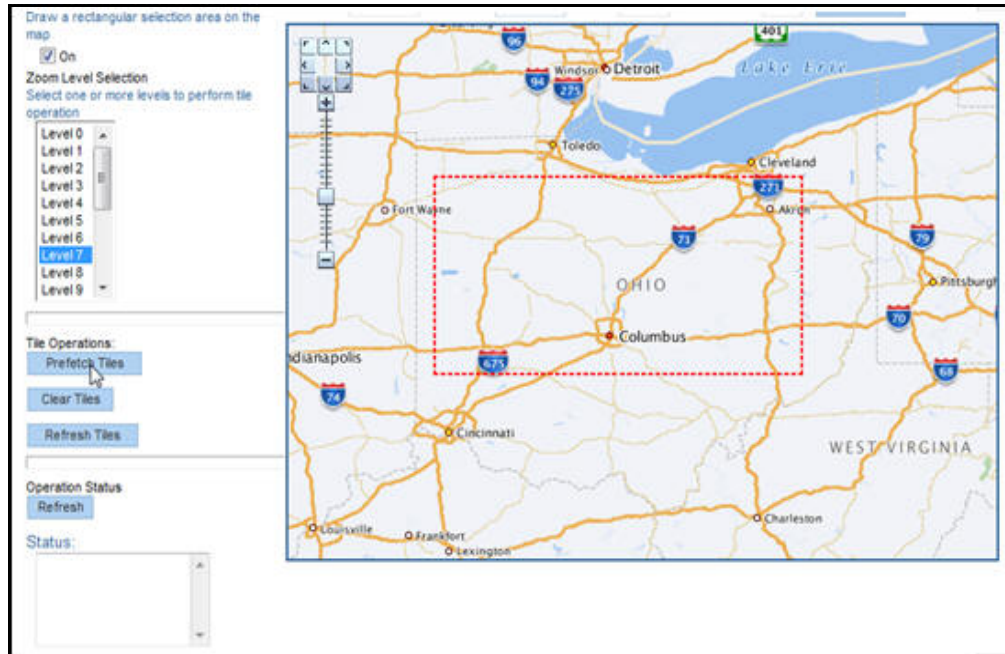 Draw a rectangular selection area on the
map
On
Zoom Level Selection
Select one or more levels to perform tile
operation
Level 0
Level 1
Level 2
Level 3
Level 4
Level 5
Level 6
Level 7
Level 8
Level 9
Tile Operations:
Prefetch Tiles
Clear Tiles
Refresh Tiles
Operation Status
Refresh
Status:
401
96
Windsor
Detroit
Lake Erie
94
275
Toledo
Cleveland
271
Fort Wayne
Akron
71
79
OHIO
Pittsburgh
70
Columbus
ndianapolis
675
68
74
Cincinnati
WEST VIRGINIA
Charleston
Louisville
Frankfort
Lexington